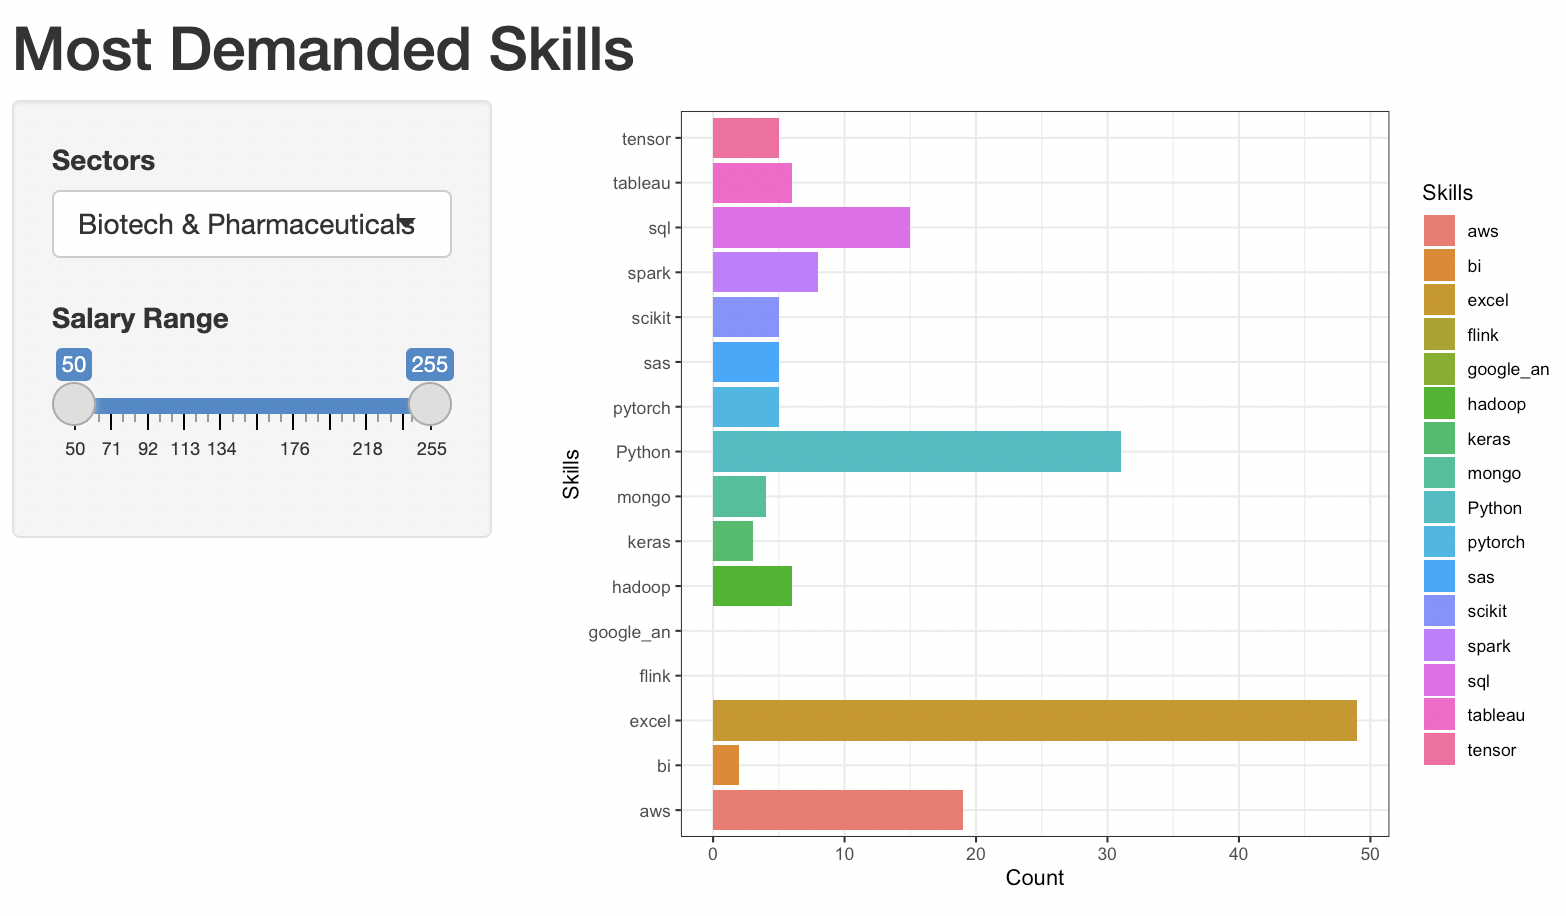 Most Demanded Skills
Sectors
Biotech & Pharmaceuticals
Salary Range
50 255
50 71 92 113 134 176 218 255
Skills
tensor
tableau
sql
spark
scikit
sas
pytorch
Python
mongo
keras
hadoop
google_an
flink
excel
bi
aws
0 10 20 30 40 50
Count
Skills
aws
bi
excel
flink
google_an
hadoop
keras
mongo
Python
pytorch
sas
scikit
spark
sql
tableau
tensor